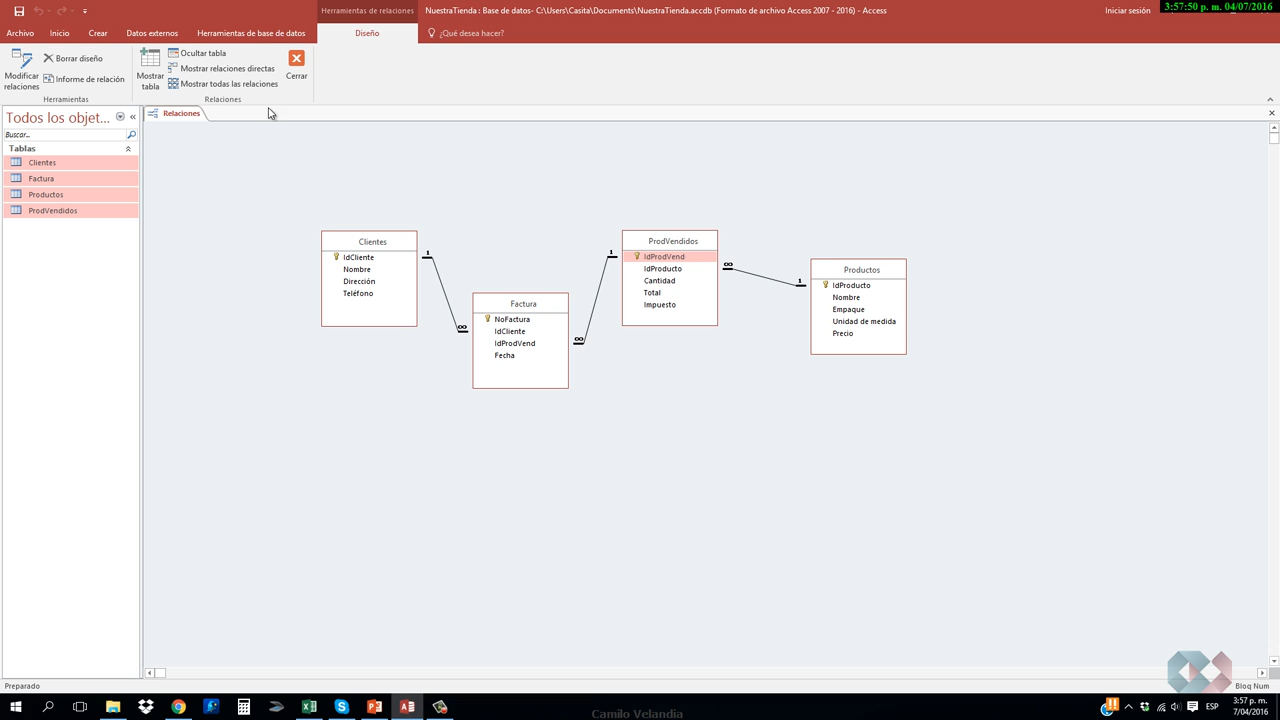 Herramientas de relaciones
NuestraTienda : Base de datos- C:\Users\Casita\Documents\NuestraTienda.accdb (Formato de archivo Access 2007 - 2016) - Access
Iniciar sesión
3:57:50 p. m. 04/07/2016
Archivo
Inicio
Crear
Datos externos
Herramientas de base de datos
Diseño
¿Qué desea hacer?
Modificar
relaciones
Borrar diseño
Informe de relación
Herramientas
Mostrar
tabla
Ocultar tabla
Mostrar relaciones directas
Mostrar todas las relaciones
Cerrar
Relaciones
Todos los objet...
Buscar...
Tablas
Clientes
Factura
Productos
ProdVendidos
Relaciones
Clientes
IdCliente
Nombre
Dirección
Teléfono
1
∞
Factura
NoFactura
IdCliente
IdProdVend
Fecha
1
∞
ProdVendidos
IdProdVend
IdProducto
Cantidad
Total
Impuesto
∞
1
Productos
IdProducto
Nombre
Empaque
Unidad de medida
Precio
Preparado
Bloq Num
ESP
3:57 p. m.
7/04/2016
Camilo Velandia